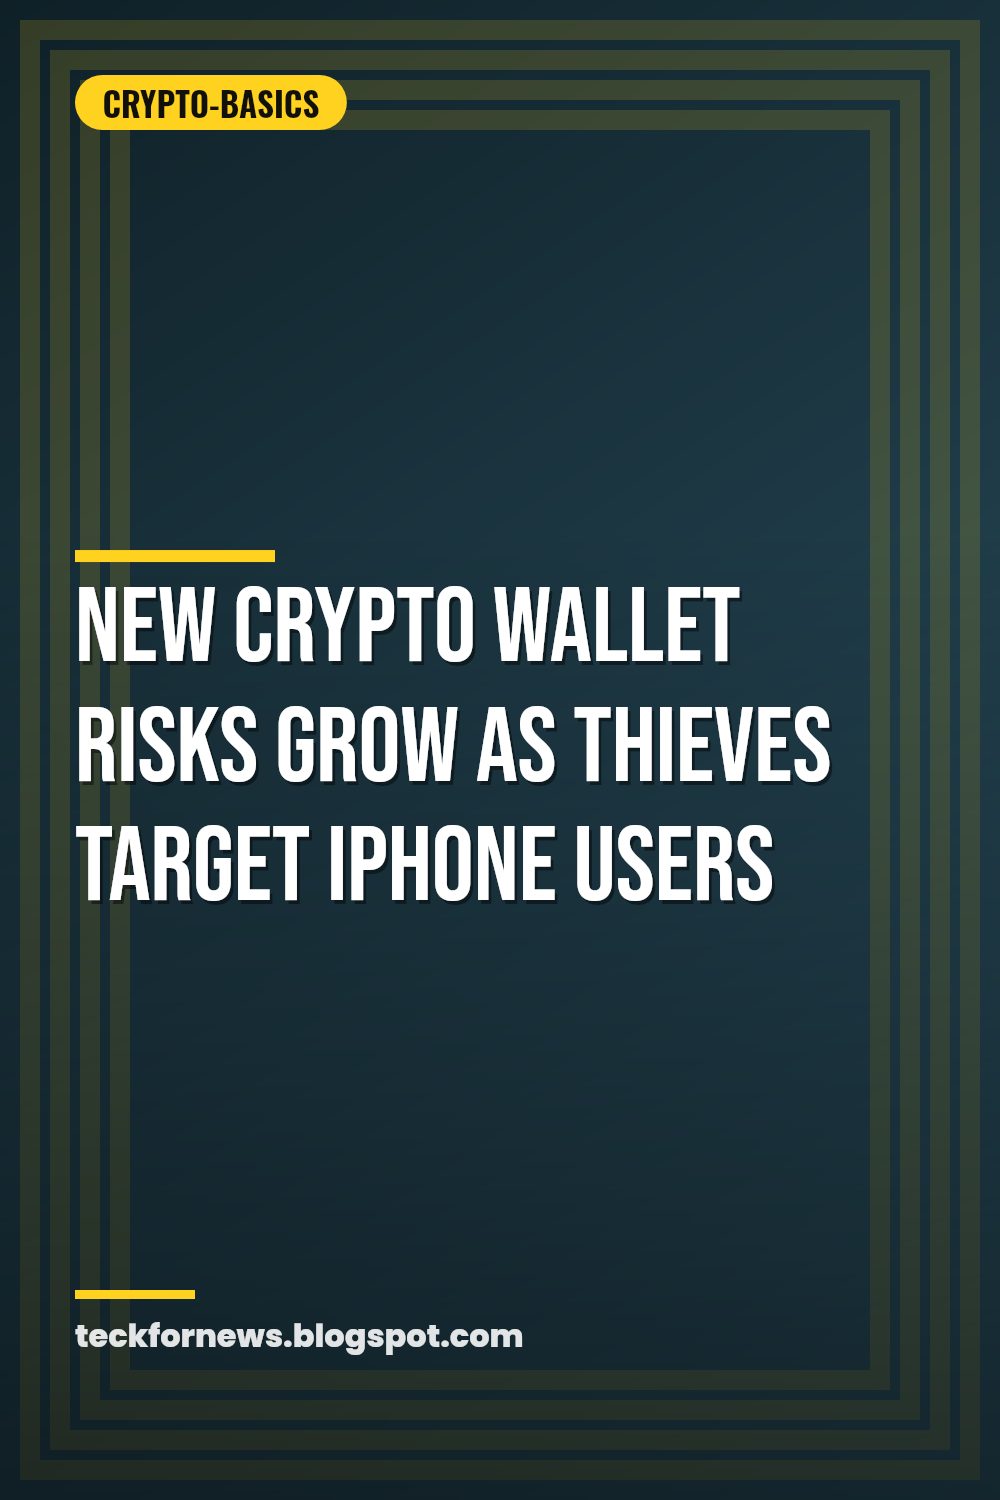 CRYPTO-BASICS
NEW CRYPTO WALLET
RISKS GROW AS THIEVES
TARGET IPHONE USERS
teckfornews.blogspot.com